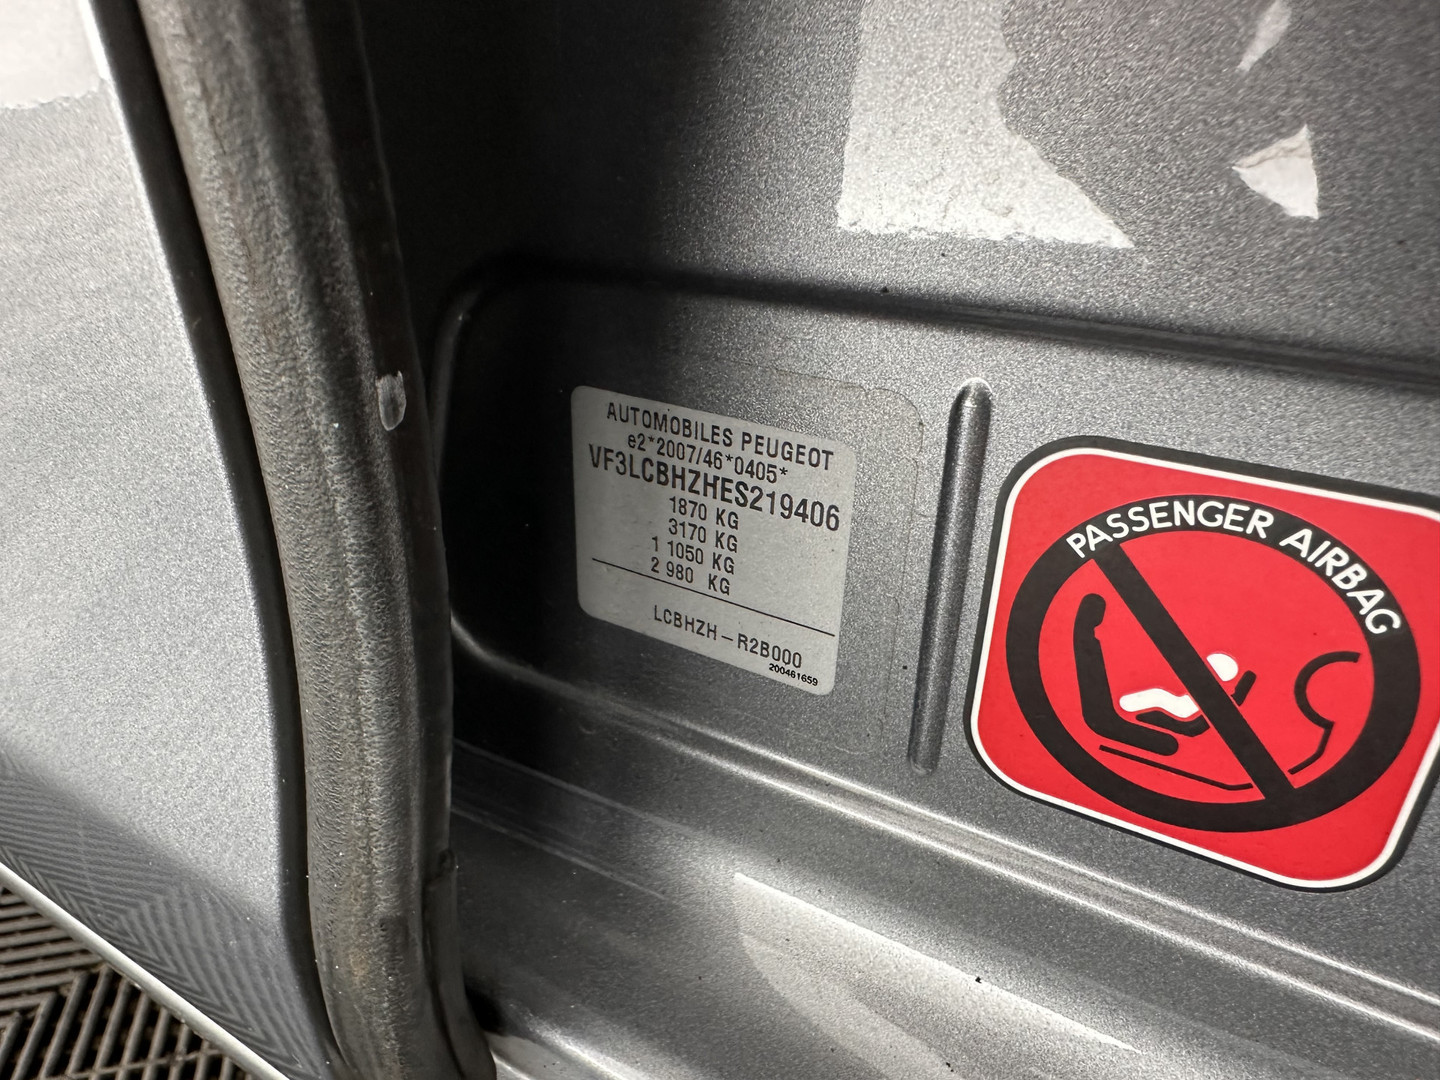 AUTOMOBILES PEUGEOT
e2*2007/46*0405*
VF3LCBHZHES219406
1870 KG
3170 KG
1 1050 KG
2 980 KG
LCBHZH – R2B000
200461659
PASSENGER AIRBAG